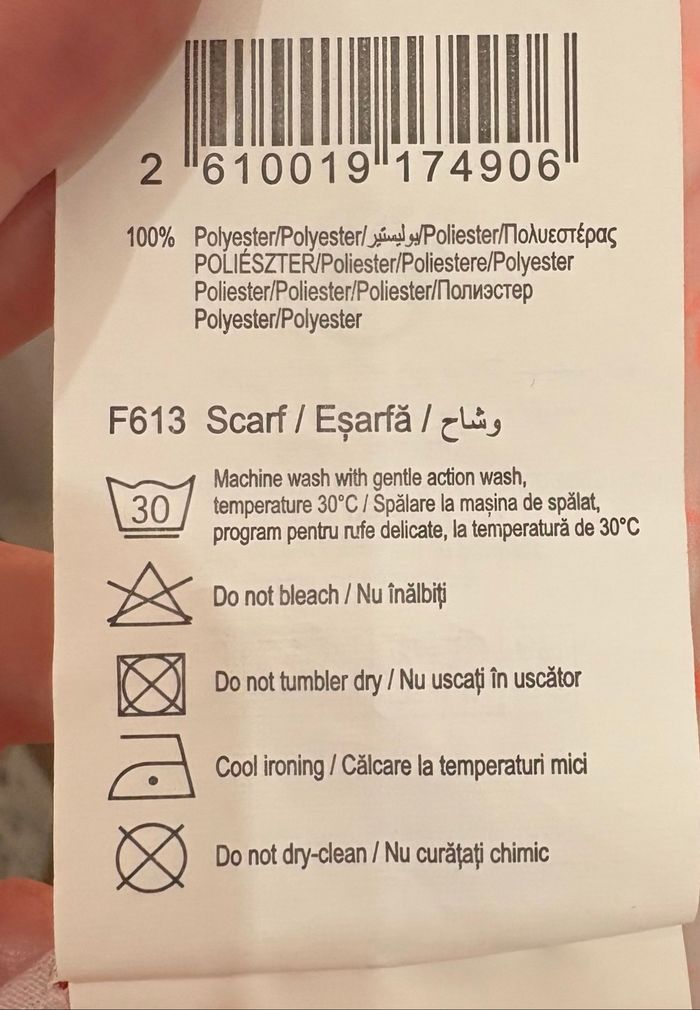 2 610019 174906
100% Polyester/Polyester/بوليستير/Poliester/Πολυεστέρας
POLIÉSZTER/Poliester/Poliestere/Polyester
Poliester/Poliester/Poliester/Полиэстер
Polyester/Polyester
F613 Scarf / Eșarfă / وشاح
30
Machine wash with gentle action wash,
temperature 30°C / Spălare la mașina de spălat,
program pentru rufe delicate, la temperatură de 30°C
Do not bleach / Nu înălbiți
Do not tumbler dry / Nu uscați în uscător
Cool ironing / Călcare la temperaturi mici
Do not dry-clean / Nu curățați chimic